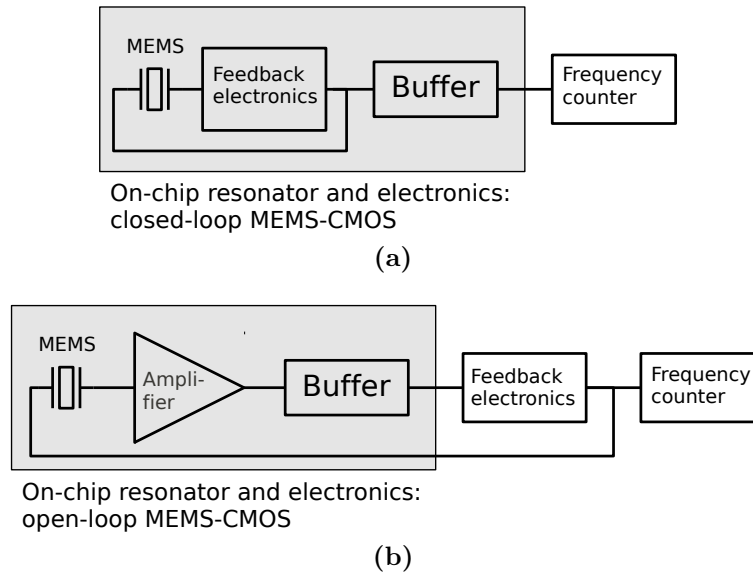 MEMS
Feedback
electronics
Buffer
Frequency
counter
On-chip resonator and electronics:
closed-loop MEMS-CMOS
(a)
MEMS
Ampli-
fier
Buffer
Feedback
electronics
Frequency
counter
On-chip resonator and electronics:
open-loop MEMS-CMOS
(b)